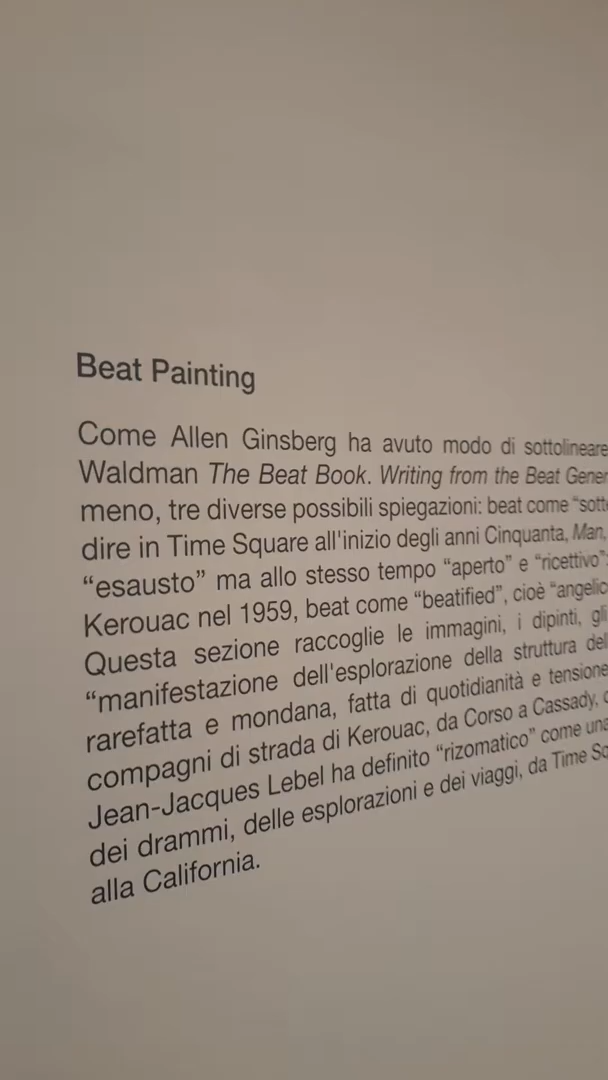 Beat Painting
Come Allen Ginsberg ha avuto modo di sottolineare
Waldman The Beat Book. Writing from the Beat Gener
meno, tre diverse possibili spiegazioni: beat come “sott
dire in Time Square all'inizio degli anni Cinquanta, Man,
“esausto” ma allo stesso tempo “aperto” e “ricettivo”:
Kerouac nel 1959, beat come “beatified”, cioè “angelic
Questa sezione raccoglie le immagini, i dipinti, gli
“manifestazione dell'esplorazione della struttura del
rarefatta e mondana, fatta di quotidianità e tensione
compagni di strada di Kerouac, da Corso a Cassady,
Jean-Jacques Lebel ha definito “rizomatico” come una
dei drammi, delle esplorazioni e dei viaggi, da Time Sq
alla California.